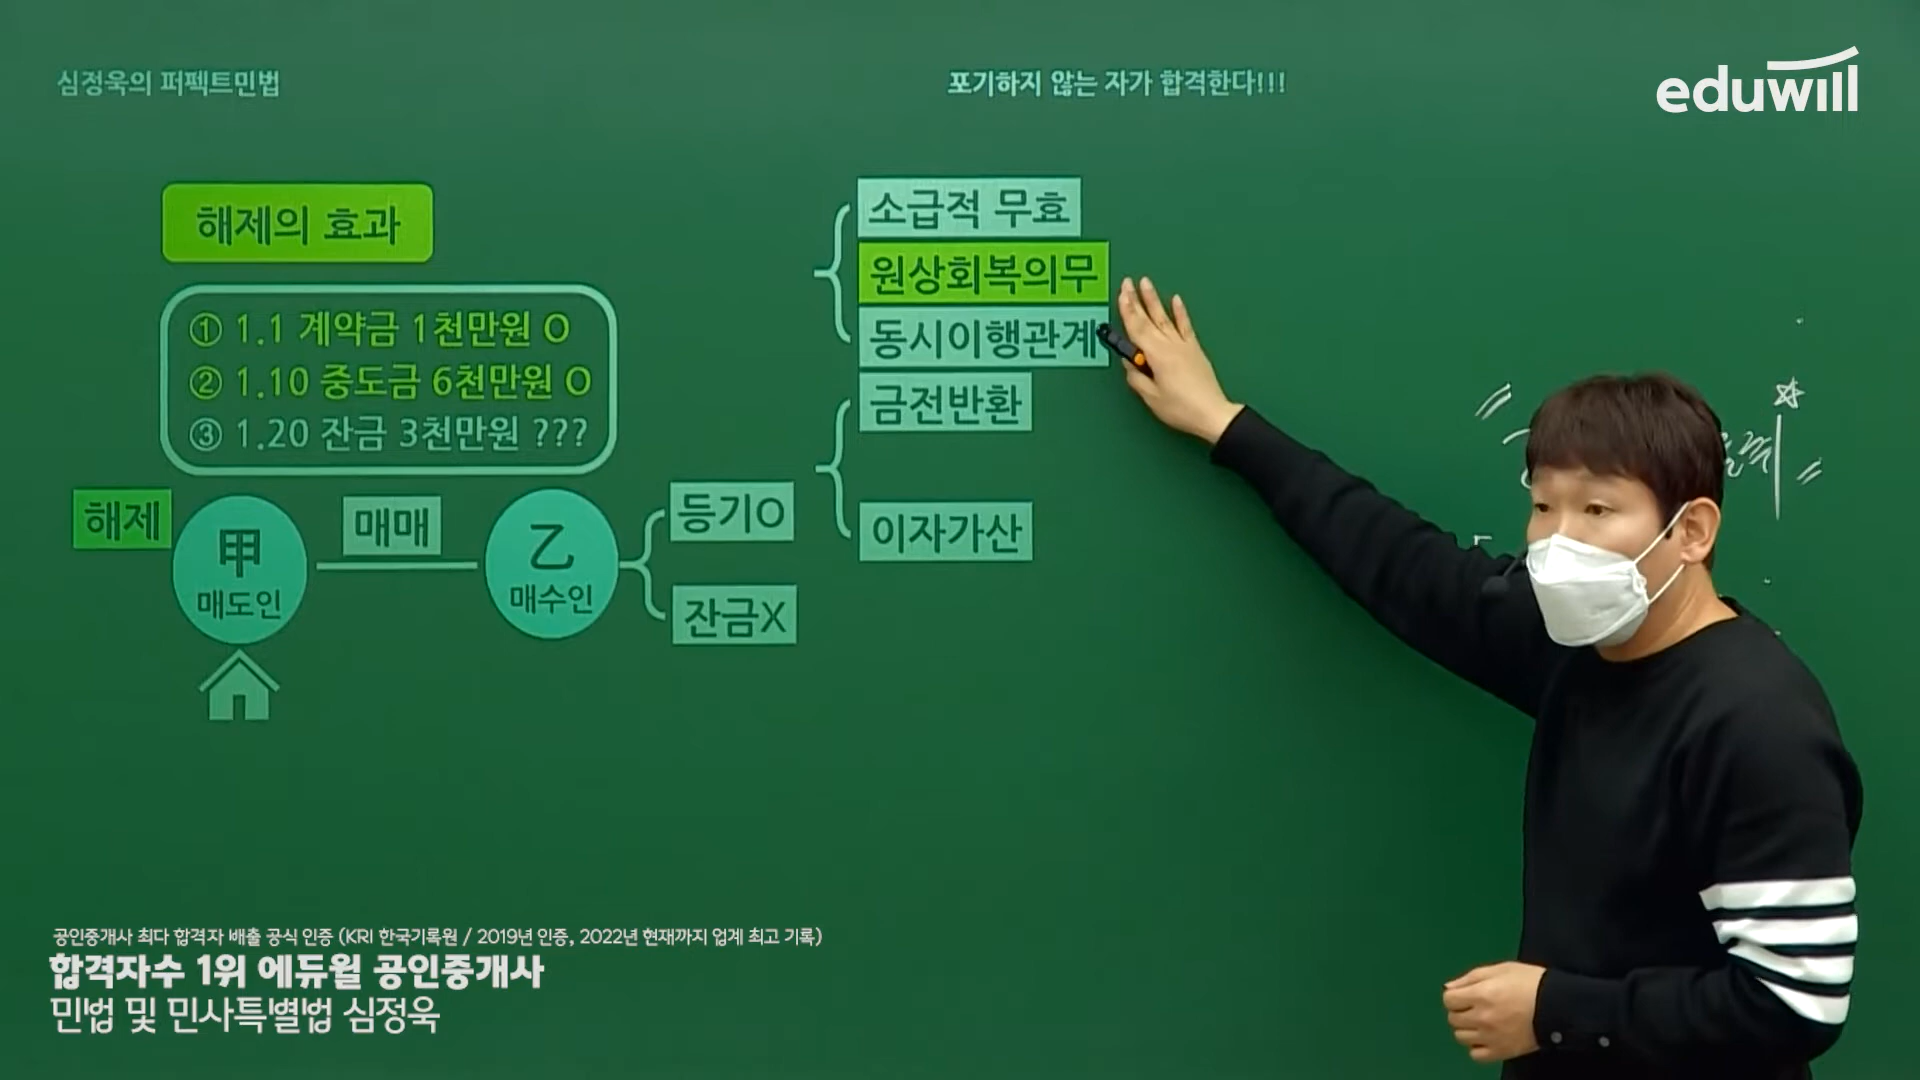 심정욱의 퍼펙트민법
포기하지 않는 자가 합격한다!!!
eduwill
해제의 효과
① 1.1 계약금 1천만원 O
② 1.10 중도금 6천만원 O
③ 1.20 잔금 3천만원 ???
해제
甲
매도인
매매
乙
매수인
등기O
잔금X
소급적 무효
원상회복의무
동시이행관계
금전반환
이자가산
공인중개사 최다 합격자 배출 공식 인증 (KRI 한국기록원 / 2019년 인증, 2022년 현재까지 업계 최고 기록)
합격자수 1위 에듀윌 공인중개사
민법 및 민사특별법 심정욱